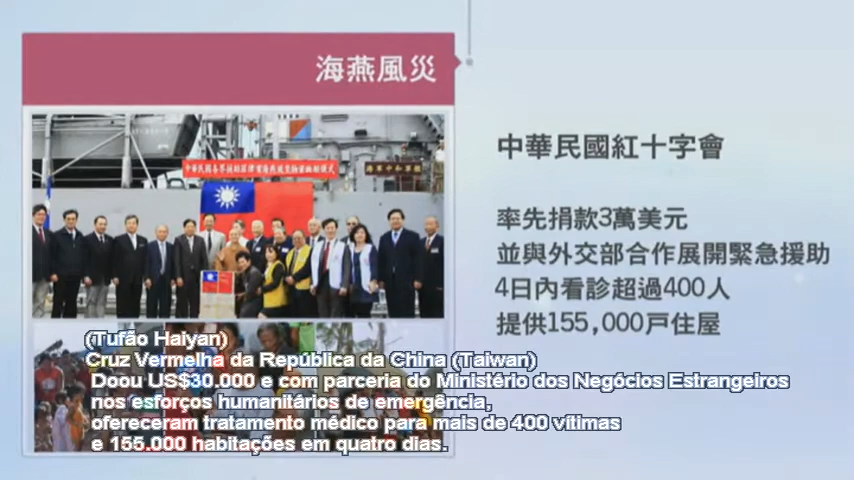 海燕風災
中華民國紅十字會
率先捐款3萬美元
並與外交部合作展開緊急援助
4日內看診超過400人
提供155,000戶住屋
(Tufão Haiyan)
Cruz Vermelha da República da China (Taiwan)
Doou US$30.000 e com parceria do Ministério dos Negócios Estrangeiros
nos esforços humanitários de emergência,
ofereceram tratamento médico para mais de 400 vítimas
e 155.000 habitações em quatro dias.